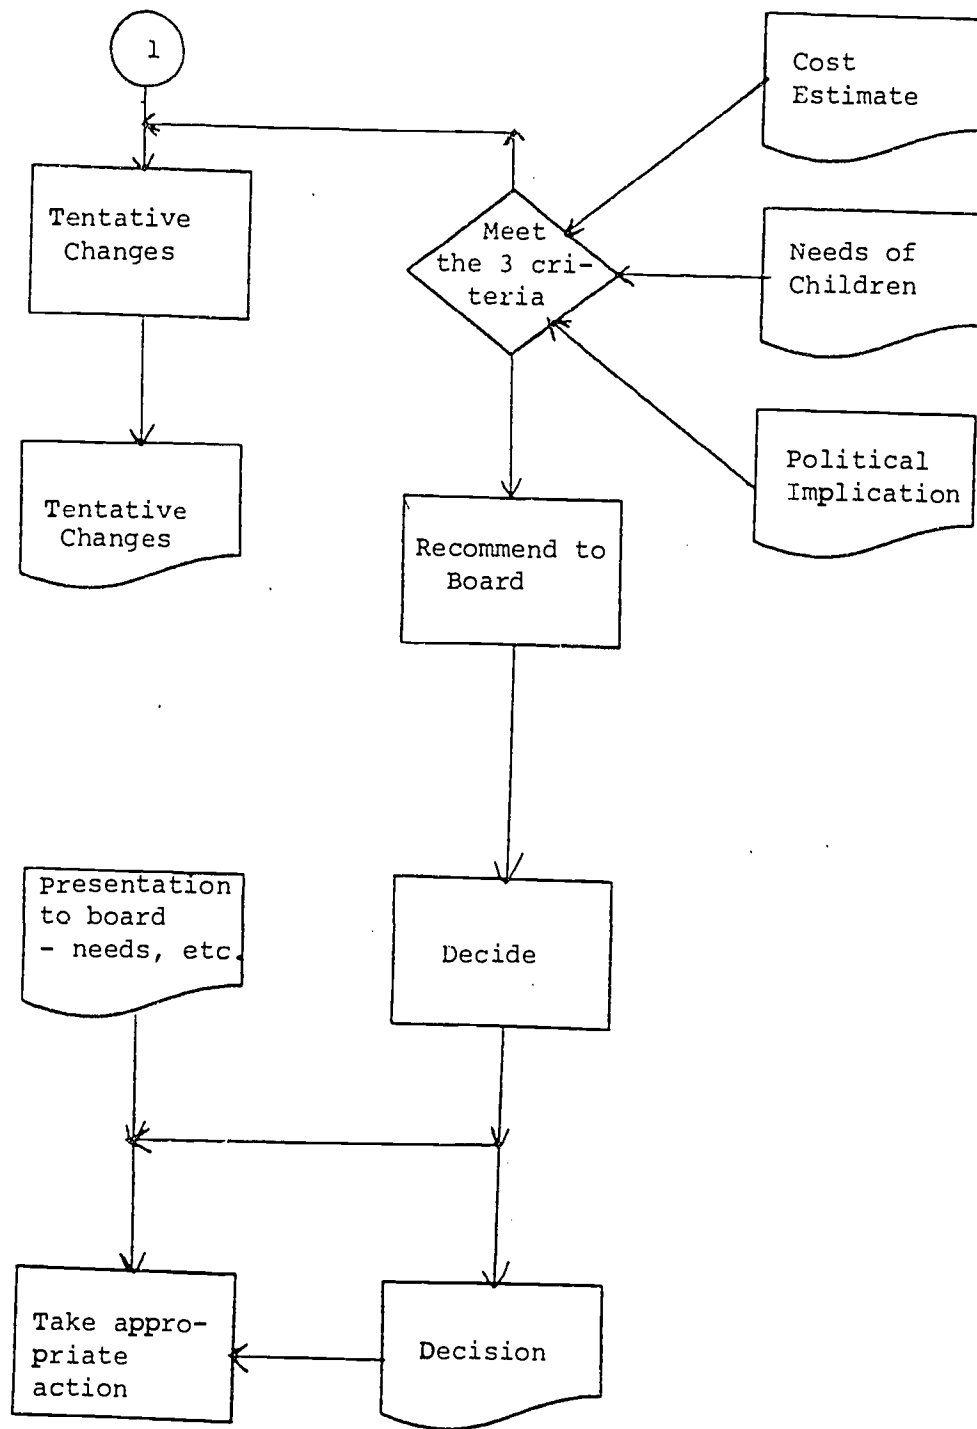 1
Cost
Estimate
Tentative
Changes
Meet
the 3 cri-
teria
Needs of
Children
Political
Implication
Tentative
Changes
Recommend to
Board
Presentation
to board
- needs, etc.
Decide
Take appro-
priate
action
Decision